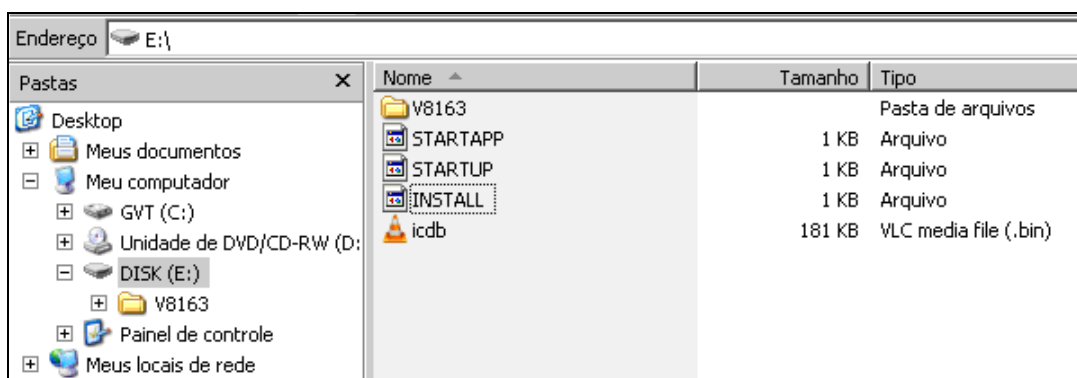 Endereço E:\
Pastas
Desktop
Meus documentos
Meu computador
GVT (C:)
Unidade de DVD/CD-RW (D:
DISK (E:)
V8163
Painel de controle
Meus locais de rede
Nome Tamanho Tipo
V8163 Pasta de arquivos
STARTAPP 1 KB Arquivo
STARTUP 1 KB Arquivo
INSTALL 1 KB Arquivo
icdb 181 KB VLC media file (.bin)